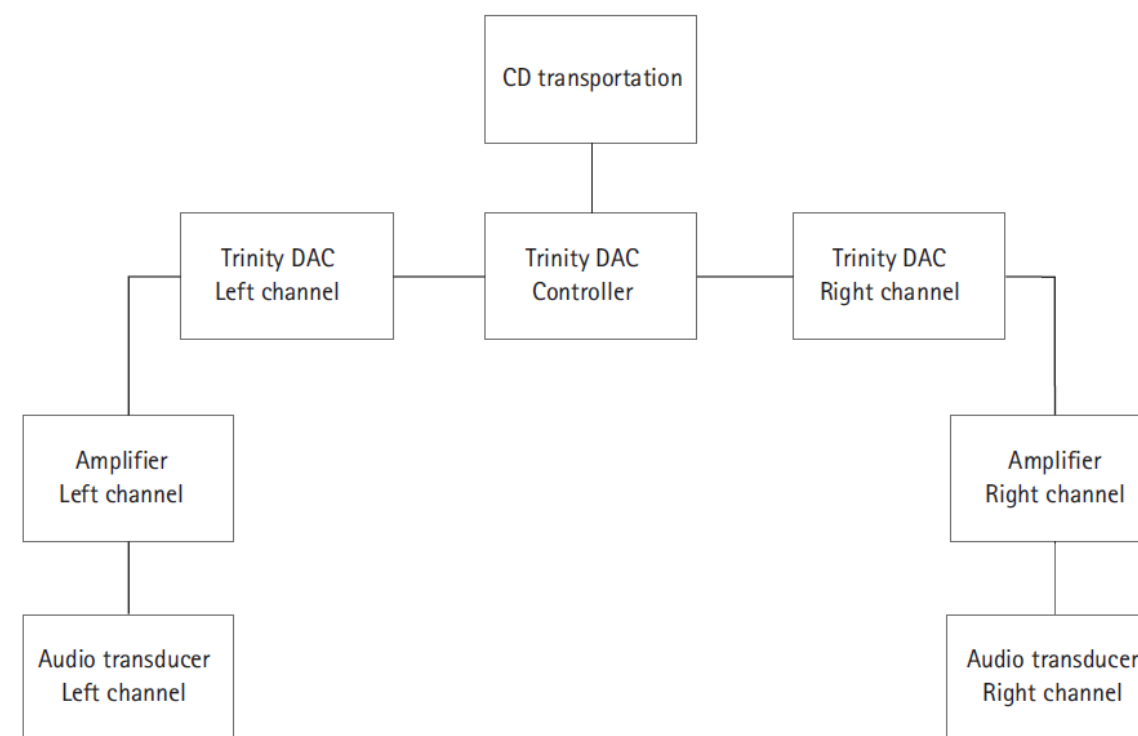 CD transportation
Trinity DAC
Left channel
Trinity DAC
Controller
Trinity DAC
Right channel
Amplifier
Left channel
Amplifier
Right channel
Audio transducer
Left channel
Audio transducer
Right channel